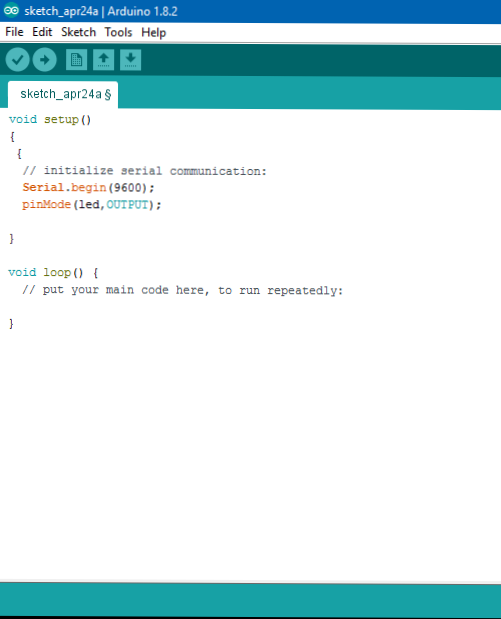 sketch_apr24a | Arduino 1.8.2
File Edit Sketch Tools Help
sketch_apr24a §
void setup()
{
{
// initialize serial communication:
Serial.begin(9600);
pinMode(led,OUTPUT);
}
void loop() {
// put your main code here, to run repeatedly:
}